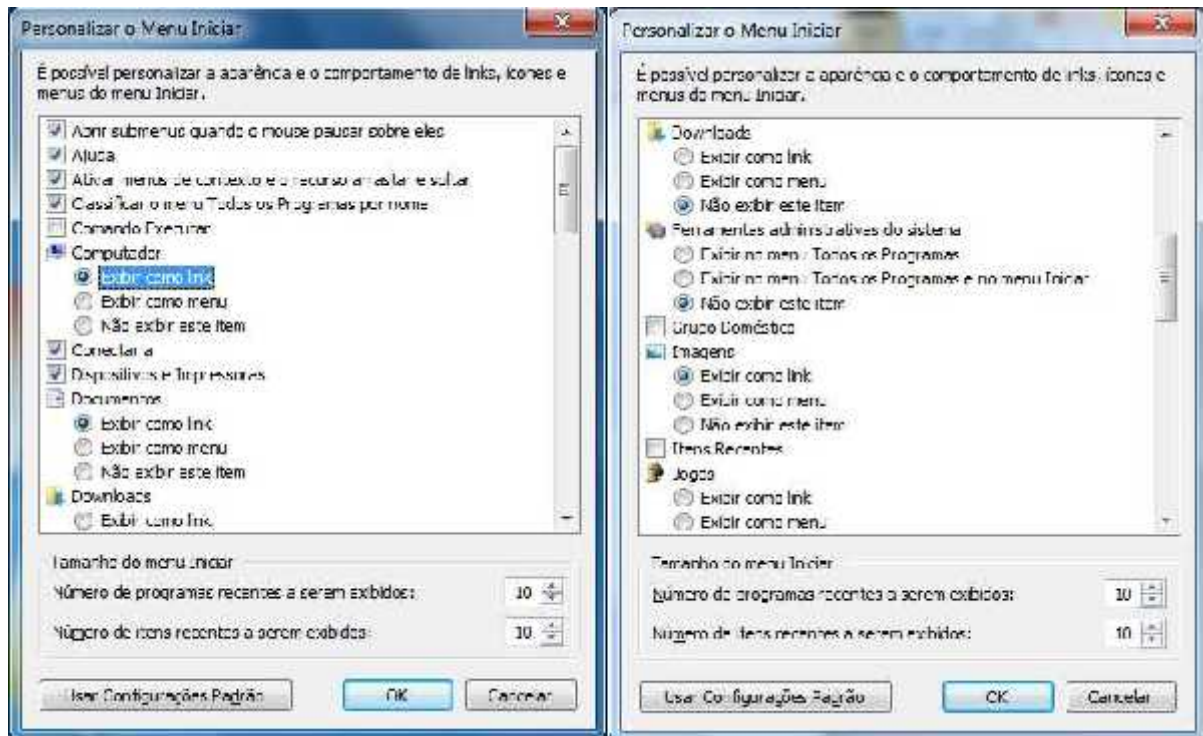 Personalizar o Menu Iniciar
É possível personalizar a aparência e o comportamento de links, ícones e
menus do menu Iniciar.
Abrir submenus quando o mouse pausar sobre eles
Ajuda
Ativar menus de contexto e o recurso arrastar e soltar
Classificar o menu Todos os Programas por nome
Comando Executar
Computador
Exibir como link
Exibir como menu
Não exibir este item
Conectar a
Dispositivos e Impressoras
Documentos
Exibir como link
Exibir como menu
Não exibir este item
Downloads
Exibir como link
Tamanho do menu Iniciar
Número de programas recentes a serem exibidos: 10
Número de itens recentes a serem exibidos: 10
Usar Configurações Padrão OK Cancelar
Personalizar o Menu Iniciar
É possível personalizar a aparência e o comportamento de links, ícones e
menus do menu Iniciar.
Downloads
Exibir como link
Exibir como menu
Não exibir este item
Ferramentas administrativas do sistema
Exibir no menu Todos os Programas
Exibir no menu Todos os Programas e no menu Iniciar
Não exibir este item
Grupo Doméstico
Imagens
Exibir como link
Exibir como menu
Não exibir este item
Itens Recentes
Jogos
Exibir como link
Exibir como menu
Tamanho do menu Iniciar
Número de programas recentes a serem exibidos: 10
Número de itens recentes a serem exibidos: 10
Usar Configurações Padrão OK Cancelar